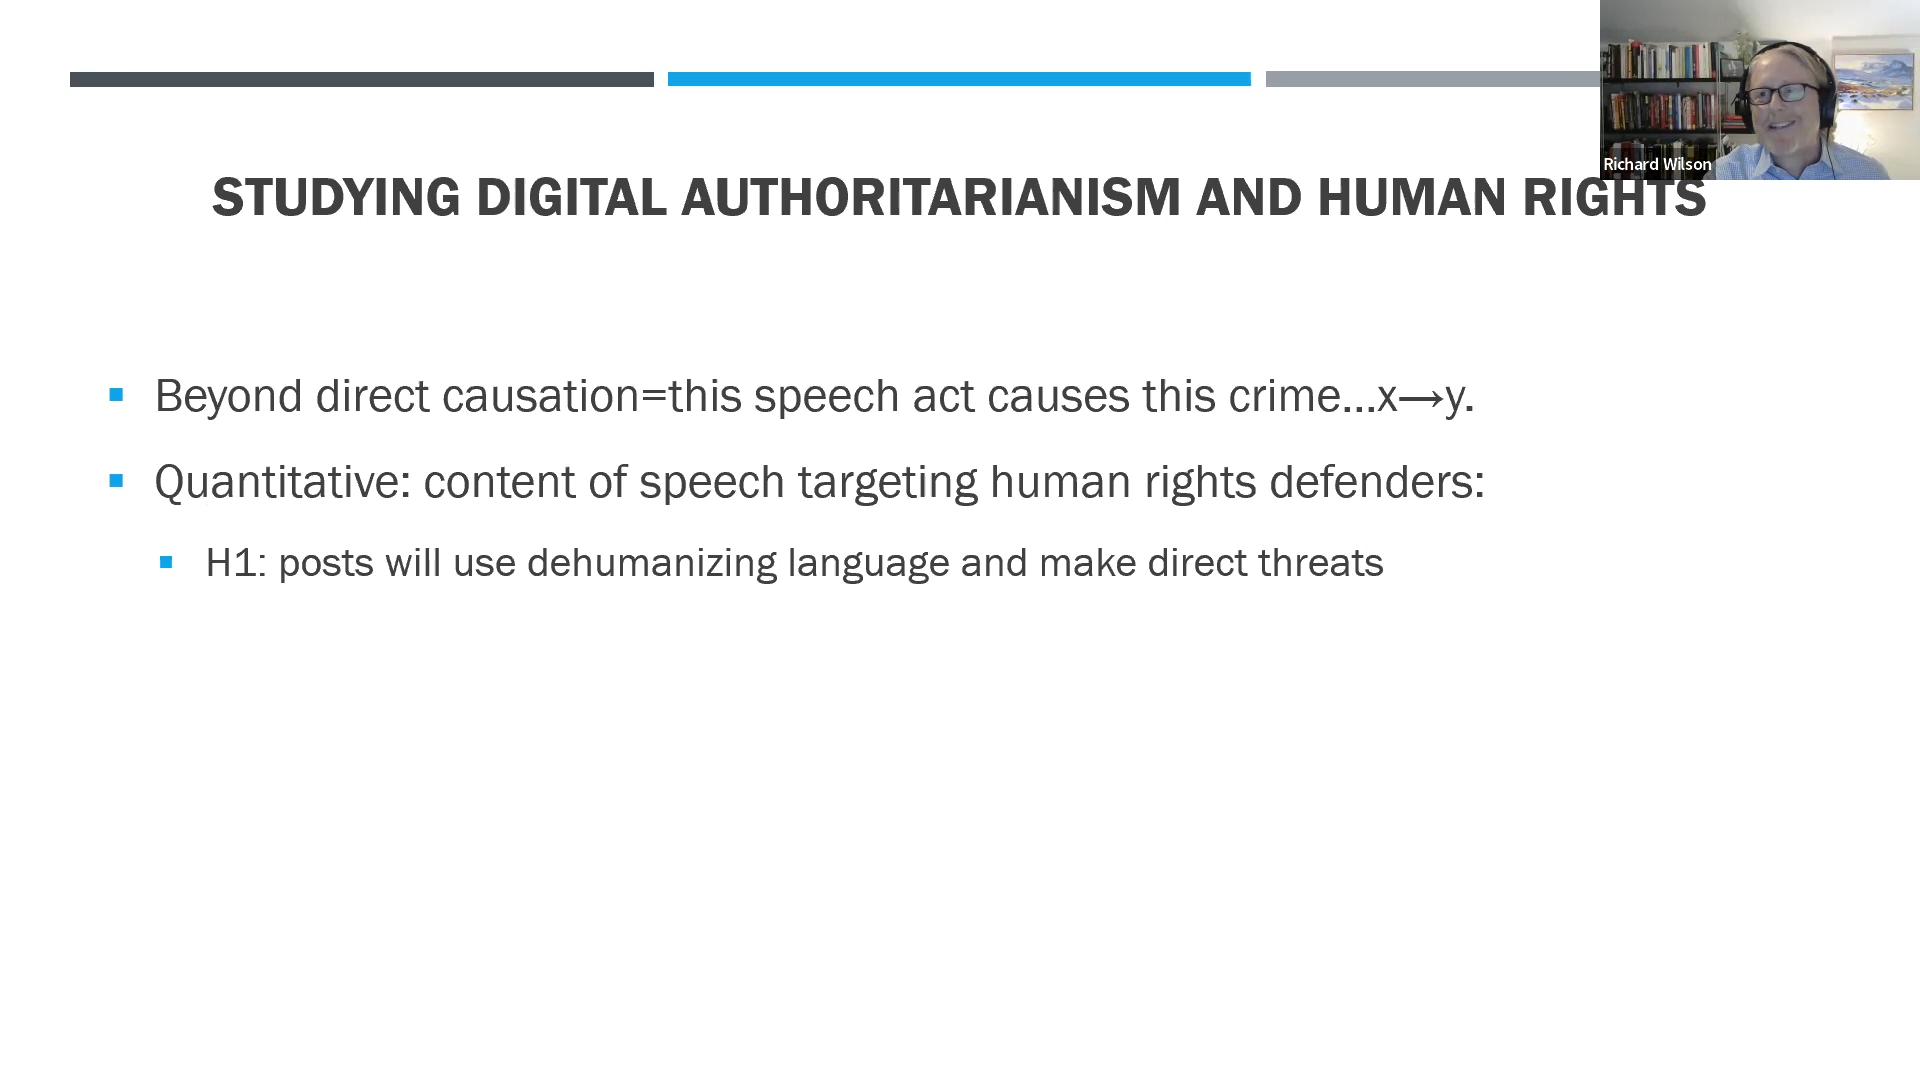 Richard Wilson
STUDYING DIGITAL AUTHORITARIANISM AND HUMAN RIGHTS
Beyond direct causation=this speech act causes this crime...x→y.
Quantitative: content of speech targeting human rights defenders:
H1: posts will use dehumanizing language and make direct threats